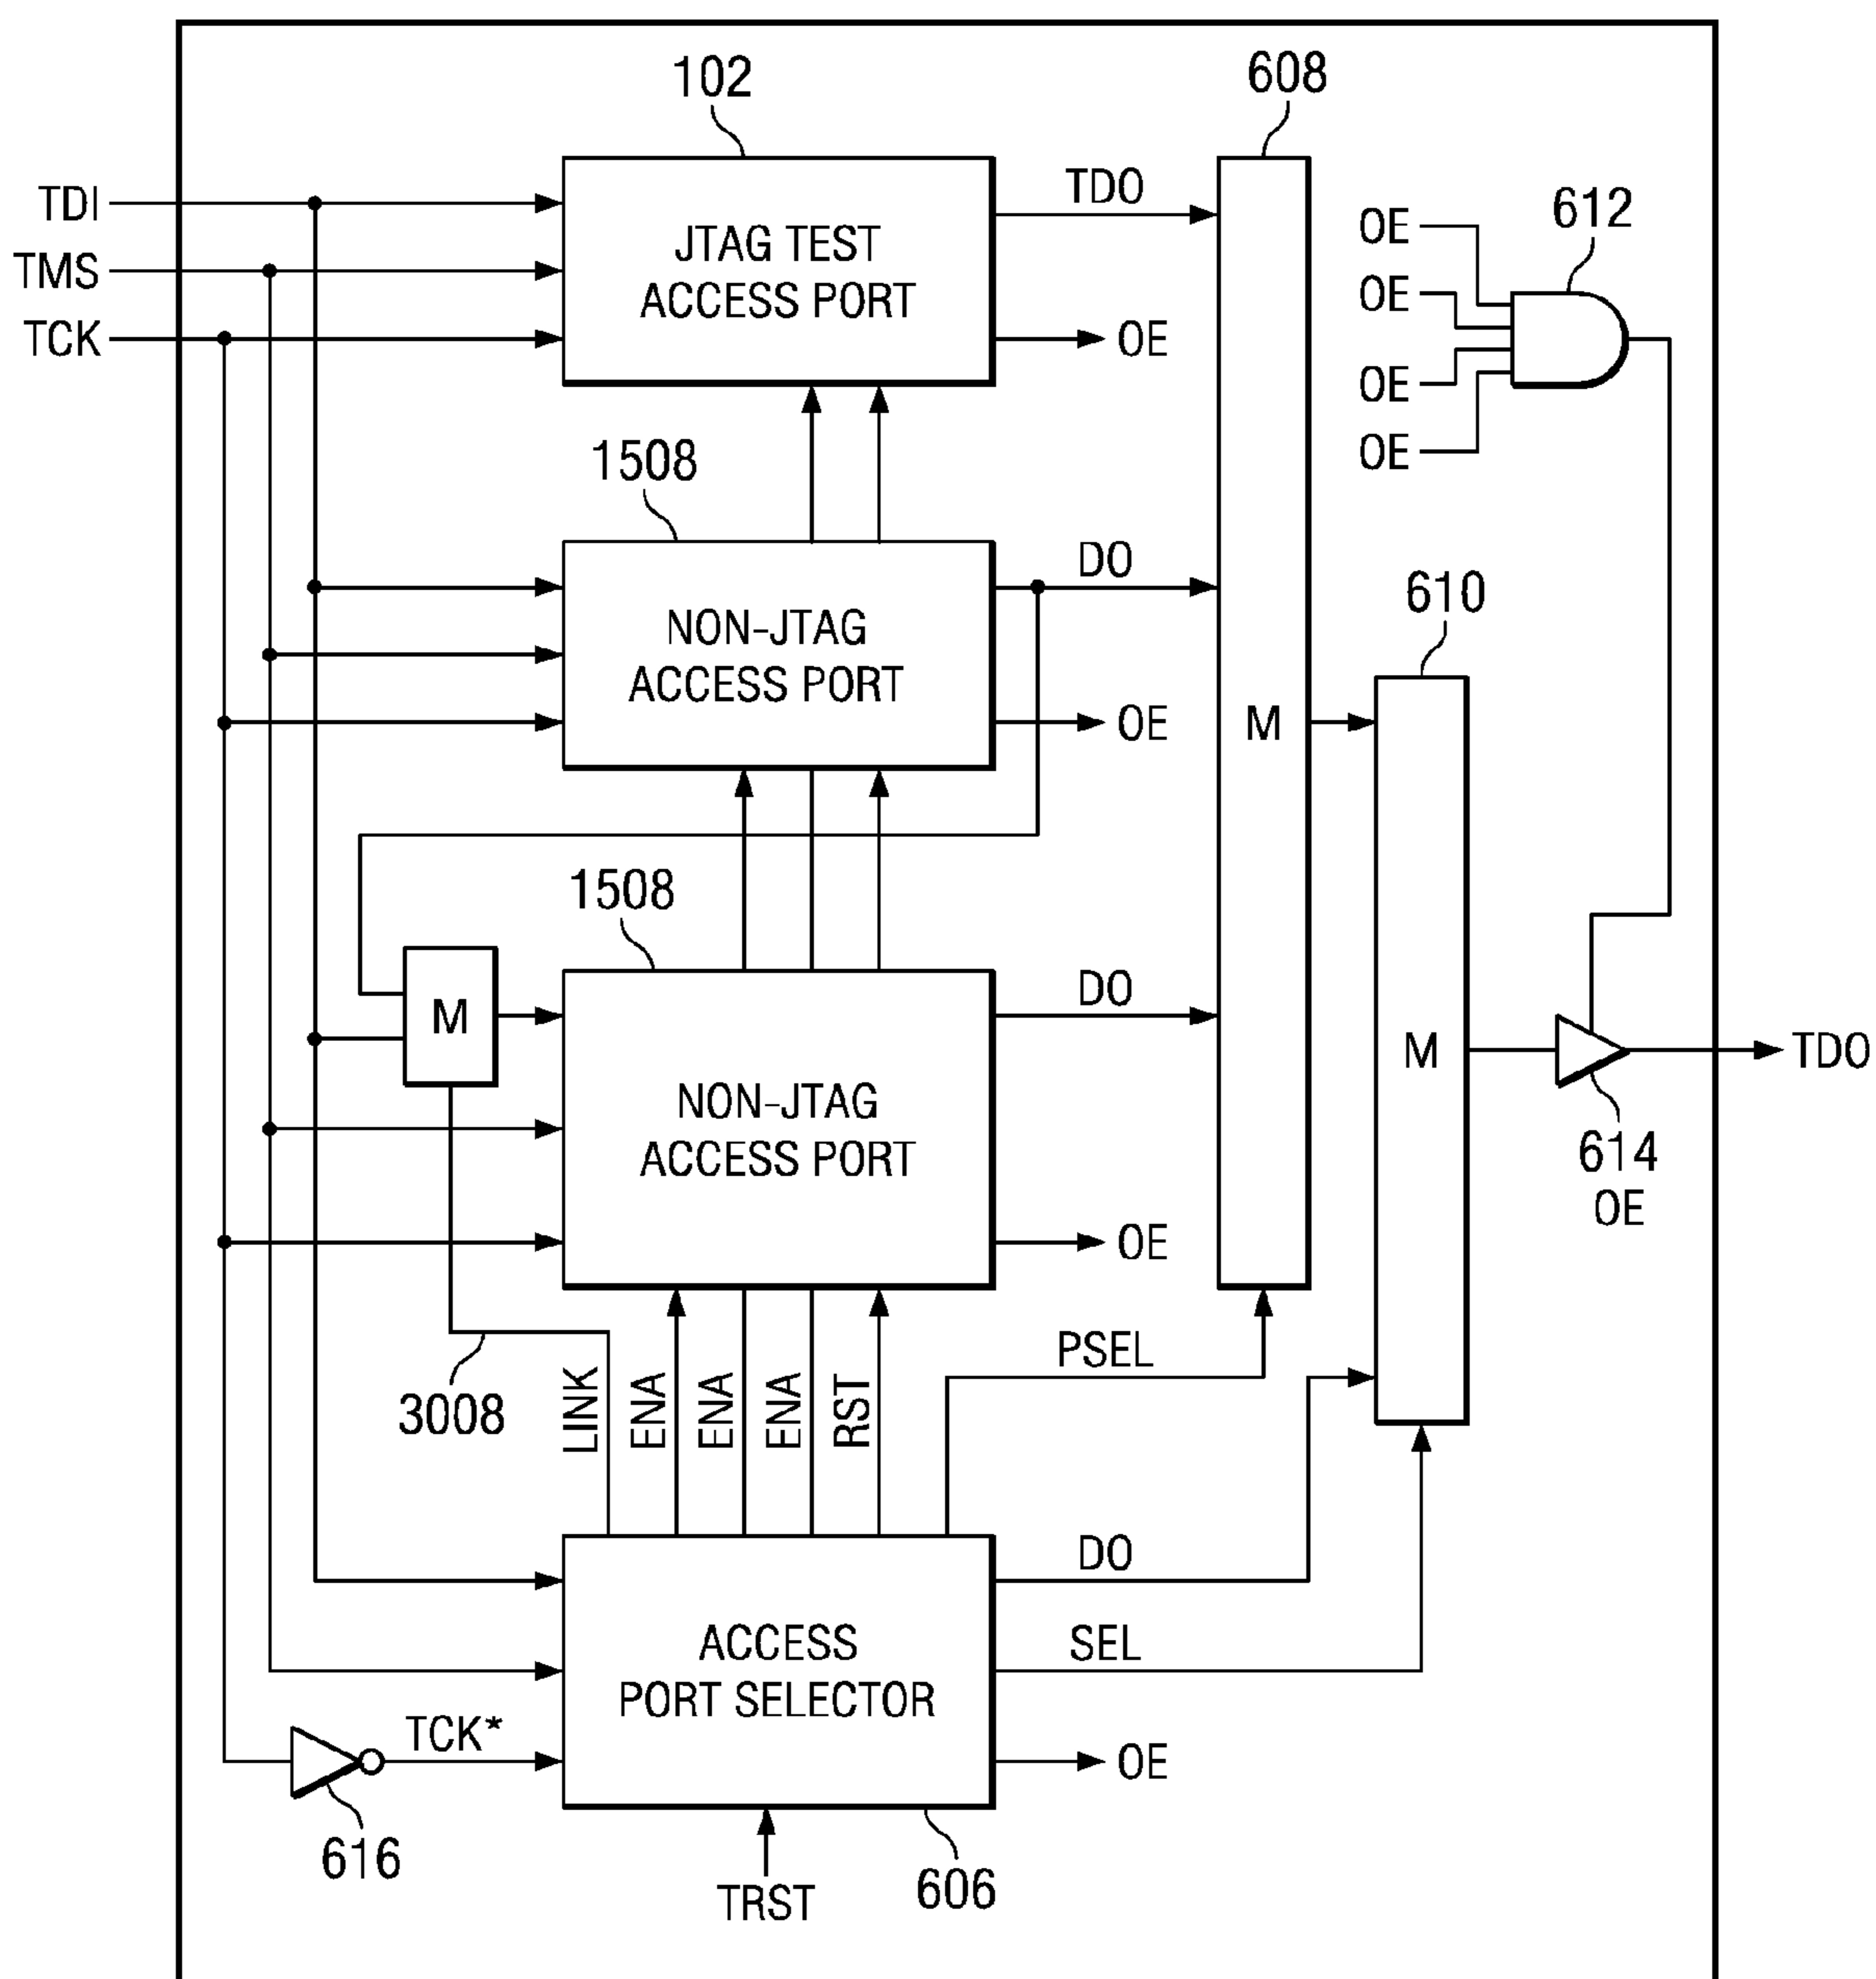 102
608
TDI
TMS
TCK
JTAG TEST
ACCESS PORT
TDO
OE
OE
OE
OE
OE
612
1508
NON-JTAG
ACCESS PORT
DO
OE
M
610
1508
M
NON-JTAG
ACCESS PORT
DO
OE
M
TDO
614
OE
3008
LINK
ENA
ENA
ENA
RST
PSEL
ACCESS
PORT SELECTOR
DO
SEL
OE
TCK*
616
TRST
606